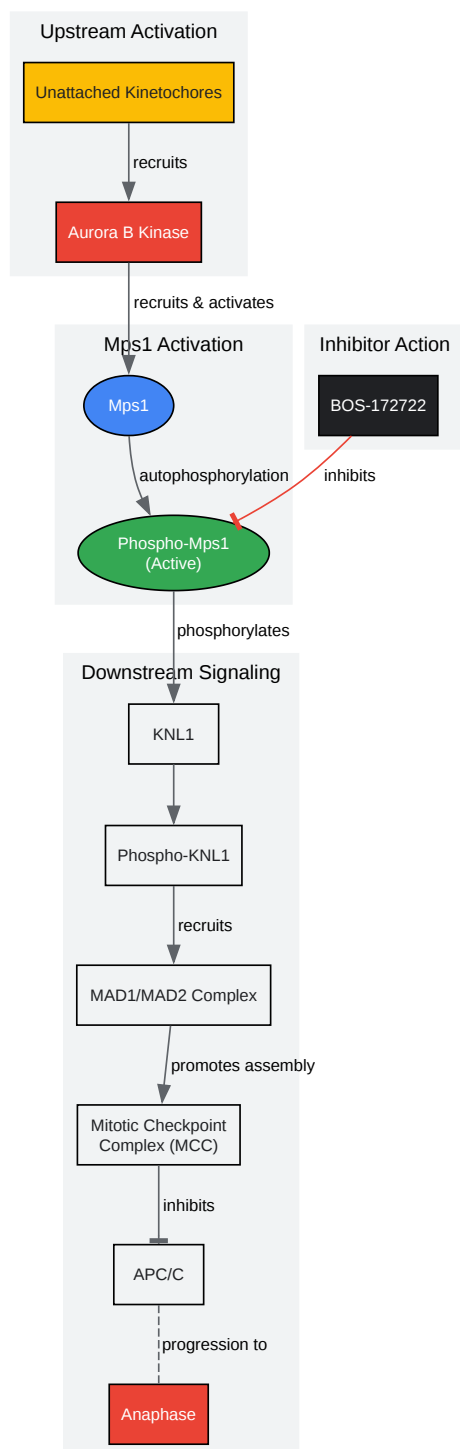 Upstream Activation
Unattached Kinetochores
recruits
Aurora B Kinase
recruits & activates
Mps1 Activation
Inhibitor Action
Mps1
BOS-172722
autophosphorylation
inhibits
Phospho-Mps1
(Active)
phosphorylates
Downstream Signaling
KNL1
Phospho-KNL1
recruits
MAD1/MAD2 Complex
promotes assembly
Mitotic Checkpoint
Complex (MCC)
inhibits
APC/C
progression to
Anaphase